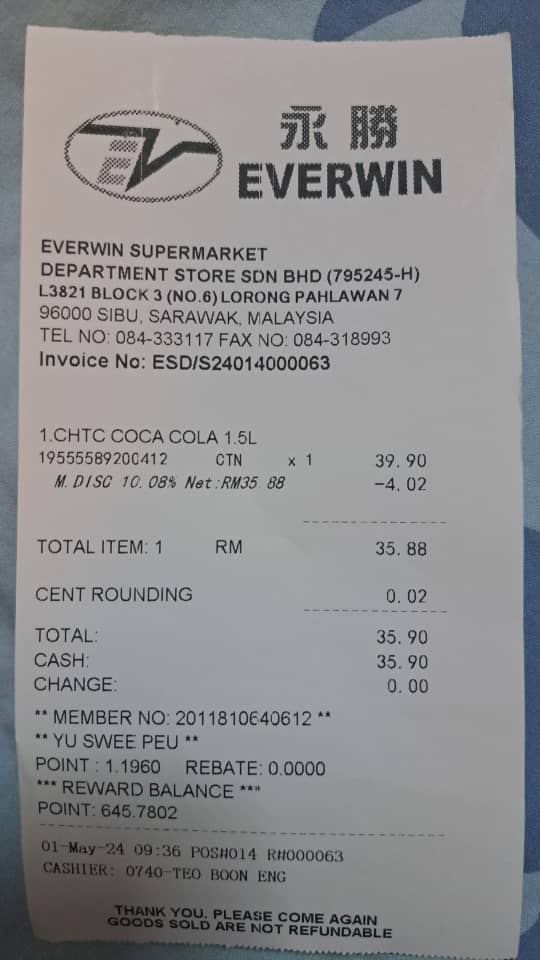 永 勝
EV EVERWIN
EVERWIN SUPERMARKET
DEPARTMENT STORE SDN BHD (795245-H)
L3821 BLOCK 3 (NO.6) LORONG PAHLAWAN 7
96000 SIBU, SARAWAK, MALAYSIA
TEL NO: 084-333117 FAX NO: 084-318993
Invoice No: ESD/S24014000063
1.CHTC COCA COLA 1.5L
19555589200412 CTN x 1 39.90
M.DISC 10.08% Net:RM35 88 -4.02
TOTAL ITEM: 1 RM 35.88
CENT ROUNDING 0.02
TOTAL: 35.90
CASH: 35.90
CHANGE: 0.00
** MEMBER NO: 2011810640612 **
** YU SWEE PEU **
POINT : 1.1960 REBATE: 0.0000
*** REWARD BALANCE ***
POINT: 645.7802
01-May-24 09:36 POS#014 R#000063
CASHIER: 0740-TEO BOON ENG
THANK YOU. PLEASE COME AGAIN
GOODS SOLD ARE NOT REFUNDABLE